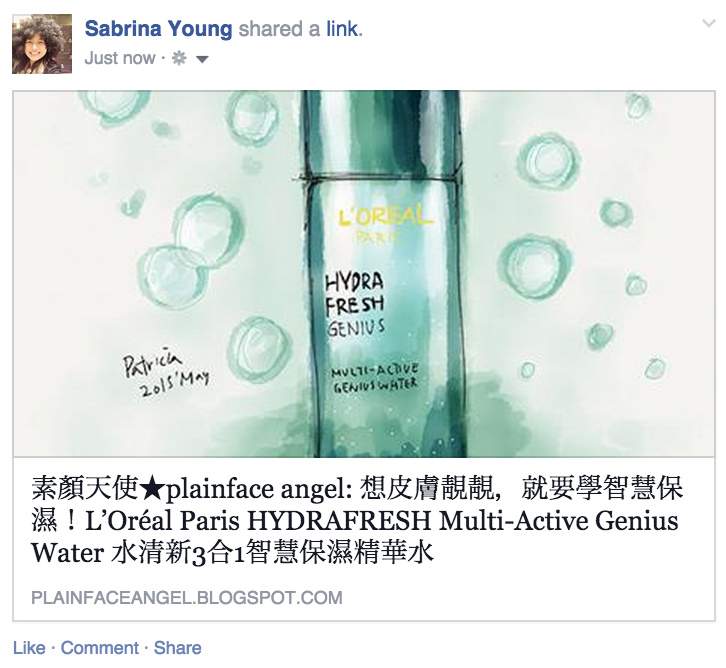 Sabrina Young shared a link.
Just now ·
L'ORÉAL
PARIS
HYDRA
FRESH
GENIUS
MULTI-ACTIVE
GENIUS WATER
Patricia
2015' May
素顏天使★plainface angel: 想皮膚靚靚，就要學智慧保
濕！L’Oréal Paris HYDRAFRESH Multi-Active Genius
Water 水清新3合1智慧保濕精華水
PLAINFACEANGEL.BLOGSPOT.COM
Like · Comment · Share